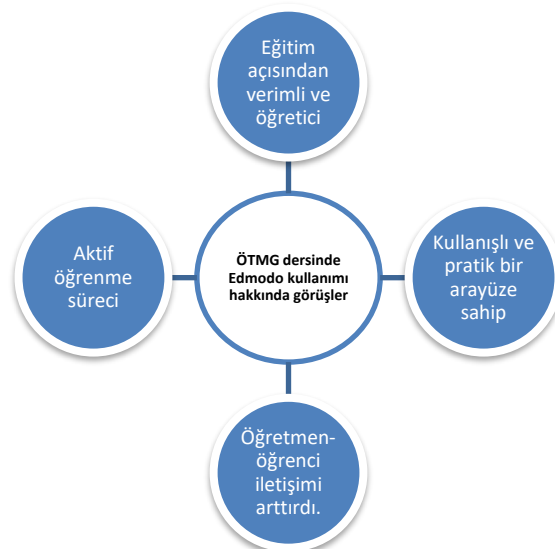 Eğitim
açısından
verimli ve
öğretici
Aktif
öğrenme
süreci
ÖTMG dersinde
Edmodo kullanımı
hakkında görüşler
Kullanışlı ve
pratik bir
arayüze
sahip
Öğretmen-
öğrenci
iletişimi
arttırdı.